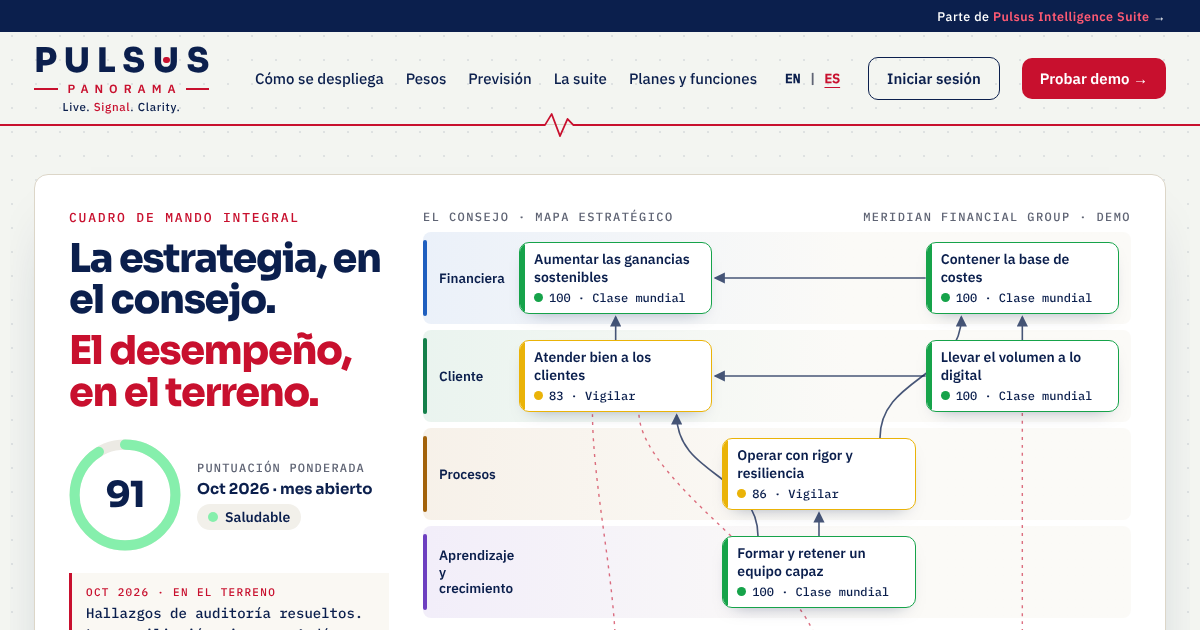 Parte de Pulsus Intelligence Suite →
PULSUS
PANORAMA
Live. Signal. Clarity.
Cómo se despliega
Pesos
Previsión
La suite
Planes y funciones
EN | ES
Iniciar sesión
Probar demo →
CUADRO DE MANDO INTEGRAL
La estrategia, en
el consejo.
El desempeño,
en el terreno.
91
PUNTUACIÓN PONDERADA
Oct 2026 · mes abierto
Saludable
OCT 2026 · EN EL TERRENO
Hallazgos de auditoría resueltos.
EL CONSEJO · MAPA ESTRATÉGICO
MERIDIAN FINANCIAL GROUP · DEMO
Financiera
Aumentar las ganancias
sostenibles
100 · Clase mundial
Contener la base de
costes
100 · Clase mundial
Cliente
Atender bien a los
clientes
83 · Vigilar
Llevar el volumen a lo
digital
100 · Clase mundial
Procesos
Operar con rigor y
resiliencia
86 · Vigilar
Aprendizaje
y
crecimiento
Formar y retener un
equipo capaz
100 · Clase mundial